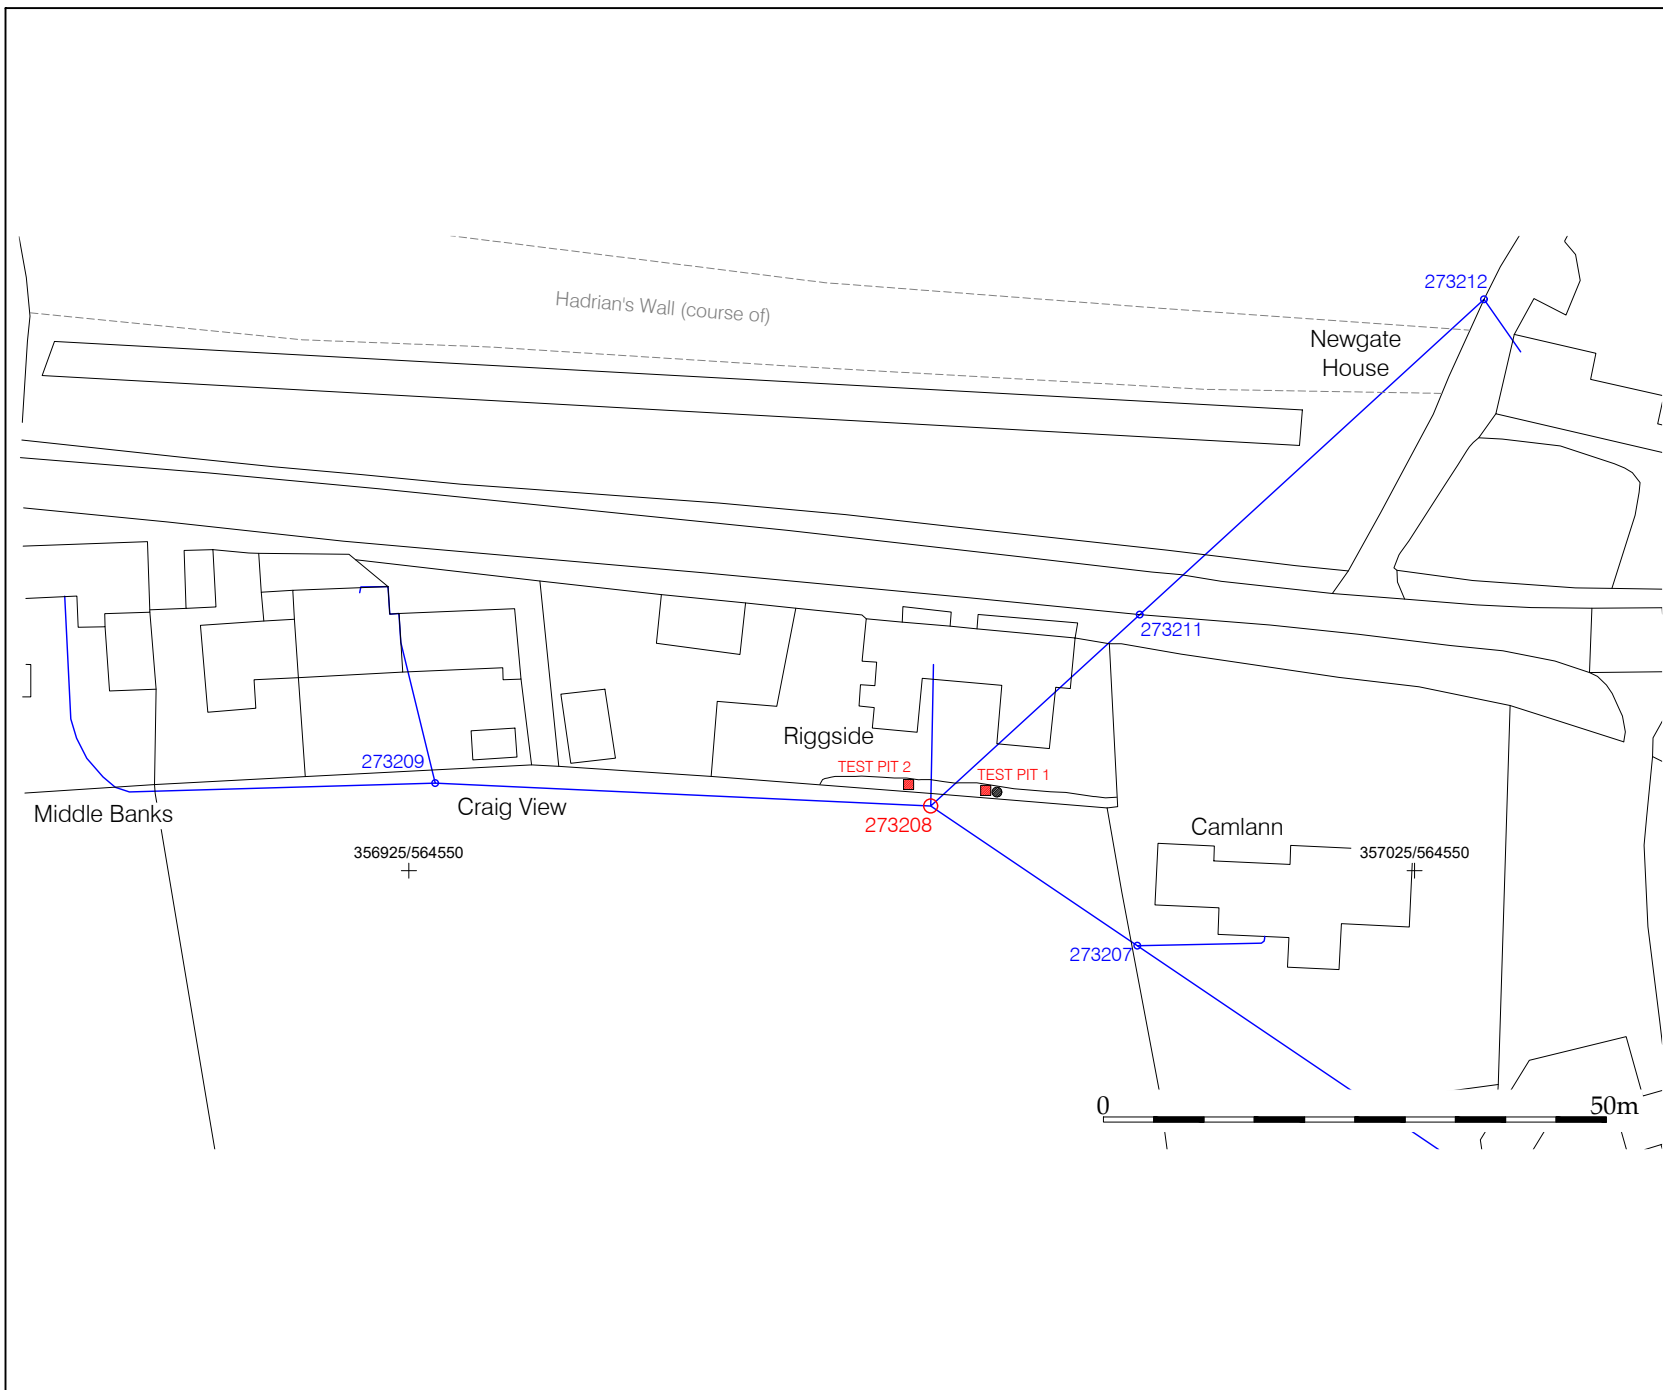 273212
Hadrian's Wall (course of)
Newgate
House
273211
Riggside
273209
TEST PIT 2
TEST PIT 1
Middle Banks
Craig View
273208
Camlann
356925/564550
357025/564550
273207
0
50m